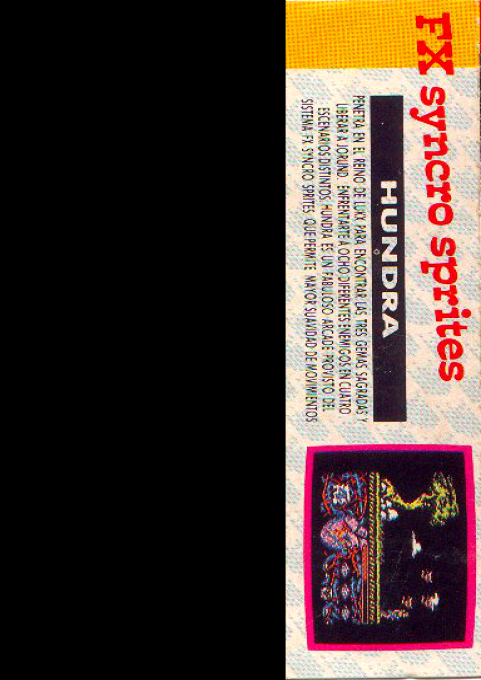 FX syncro sprites
HUNDRA
PENETRA EN EL REINO DE LUKX PARA ENCONTRAR LAS TRES GEMAS SAGRADAS Y
LIBERAR A JORUND. ENFRENTARTE A OCHO DIFERENTES ENEMIGOS EN CUATRO
ESCENARIOS DISTINTOS. HUNDRA ES UN FABULOSO ARCADE PROVISTO DEL
SISTEMA FX SYNCRO SPRITES QUE PERMITE MAYOR SUAVIDAD DE MOVIMIENTOS